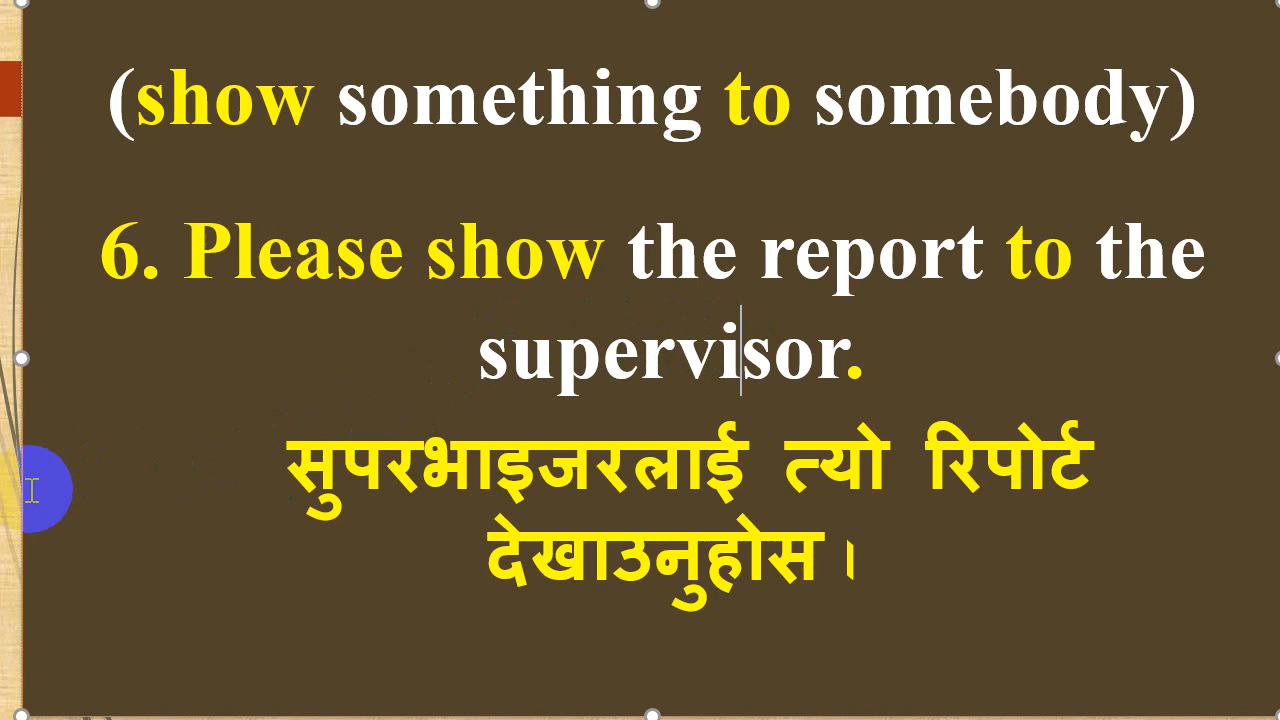 (show something to somebody)
6. Please show the report to the
supervisor.
सुपरभाइजरलाई त्यो रिपोर्ट
देखाउनुहोस।